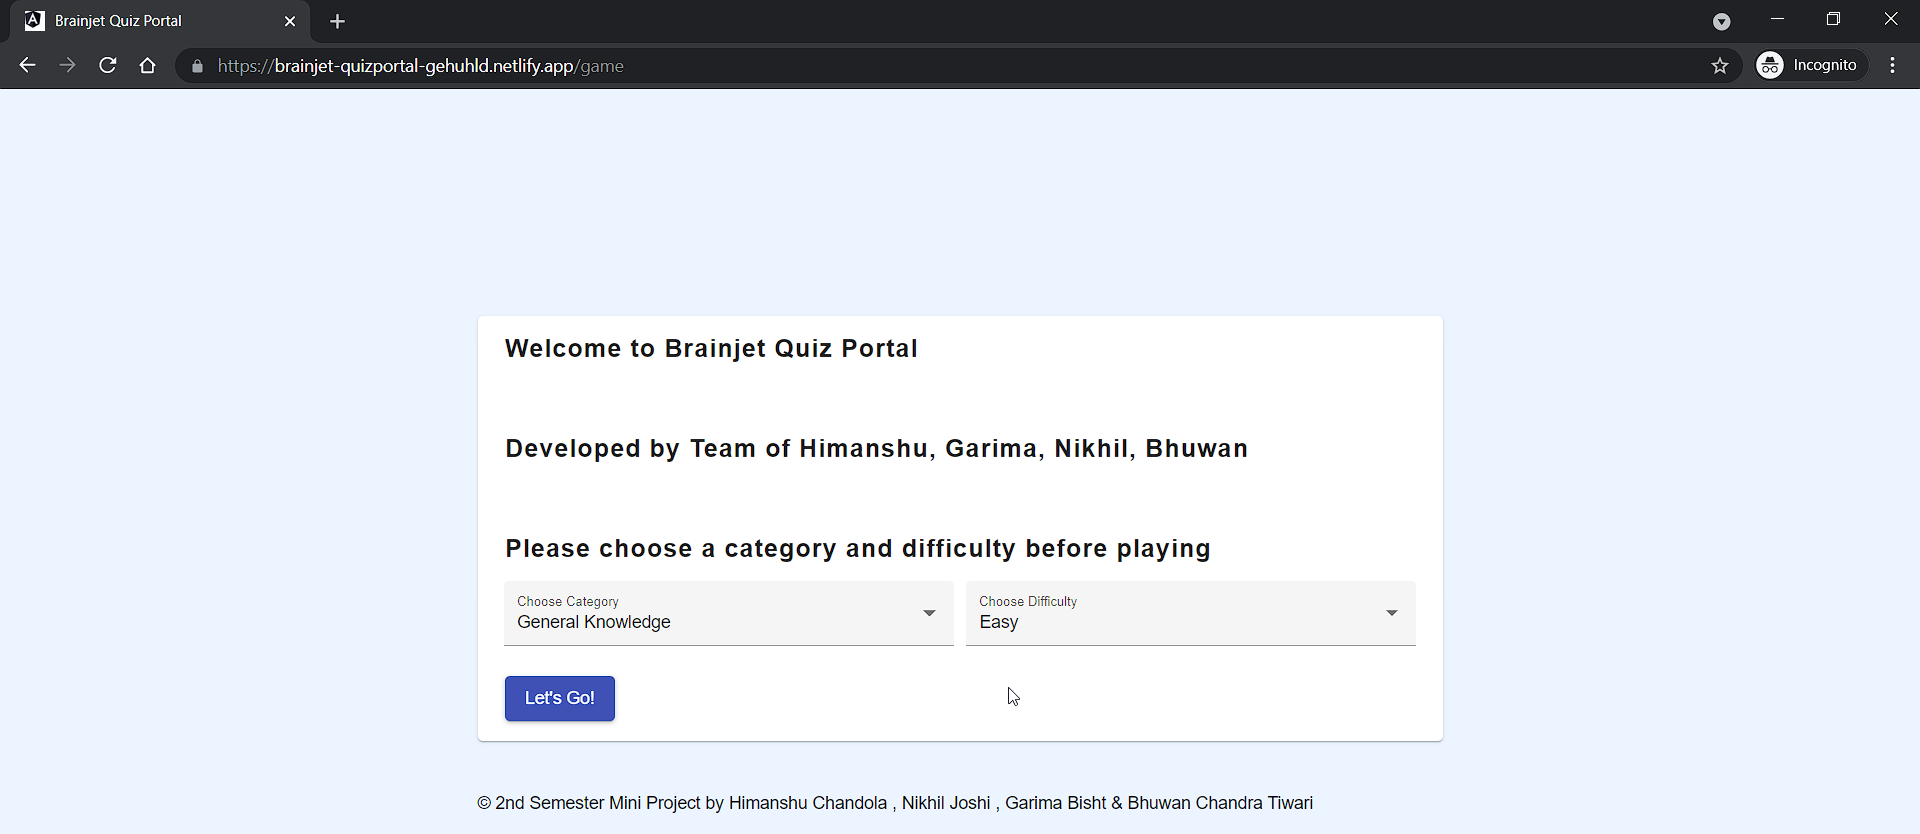 Brainjet Quiz Portal
https://brainjet-quizportal-gehuhld.netlify.app/game
Incognito
Welcome to Brainjet Quiz Portal
Developed by Team of Himanshu, Garima, Nikhil, Bhuwan
Please choose a category and difficulty before playing
Choose Category
General Knowledge
Choose Difficulty
Easy
Let's Go!
© 2nd Semester Mini Project by Himanshu Chandola , Nikhil Joshi , Garima Bisht & Bhuwan Chandra Tiwari